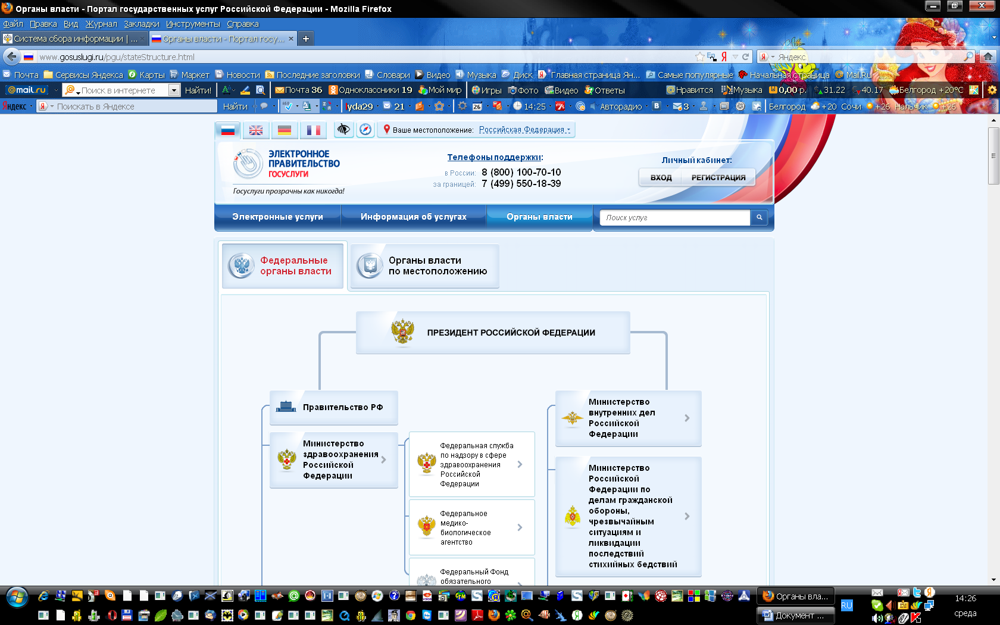 Органы власти - Портал государственных услуг Российской Федерации - Mozilla Firefox
Файл Правка Вид Журнал Закладки Инструменты Справка
Система сбора информации | ... Органы власти - Портал госу...
www.gosuslugi.ru/pgu/stateStructure.html Яндекс
Почта Сервисы Яндекса Карты Маркет Новости Последние заголовки Словари Видео Музыка Диск Главная страница Ян... Самые популярные Начальная страница Mail.Ru
@mail.ru Поиск в интернете Найти! Почта 36 Одноклассники 19 Мой мир Игры Фото Видео Ответы Нравится Музыка 0,00 р. 31.22 40.17 Белгород +20°C
Яндекс Поискать в Яндексе Найти lyda29 21 26 14:25 Авторадио 3 Белгород +20 Сочи +26 Нальчик +26
Ваше местоположение: Российская Федерация
ЭЛЕКТРОННОЕ
ПРАВИТЕЛЬСТВО
ГОСУСЛУГИ
Госуслуги прозрачны как никогда!
Телефоны поддержки:
в России: 8 (800) 100-70-10
за границей: 7 (499) 550-18-39
Личный кабинет:
ВХОД РЕГИСТРАЦИЯ
Электронные услуги Информация об услугах Органы власти Поиск услуг
Федеральные
органы власти
Органы власти
по местоположению
ПРЕЗИДЕНТ РОССИЙСКОЙ ФЕДЕРАЦИИ
Правительство РФ
Министерство
здравоохранения
Российской
Федерации
Федеральная служба
по надзору в сфере
здравоохранения
Российской
Федерации
Федеральное
медико-
биологическое
агентство
Федеральный Фонд
обязательного
Министерство
внутренних дел
Российской
Федерации
Министерство
Российской
Федерации по
делам гражданской
обороны,
чрезвычайным
ситуациям и
ликвидации
последствий
стихийных бедствий
Органы вла...
Документ ...
RU
14:26
среда